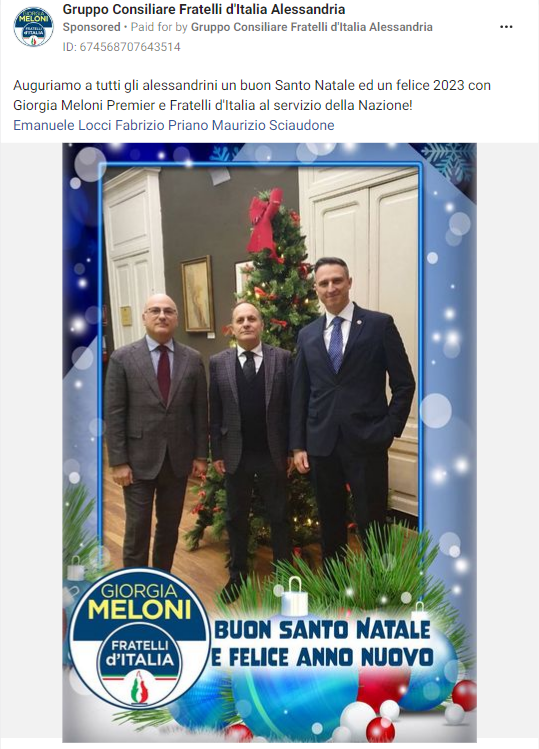 Gruppo Consiliare Fratelli d'Italia Alessandria
Sponsored • Paid for by Gruppo Consiliare Fratelli d'Italia Alessandria
ID: 674568707643514
Auguriamo a tutti gli alessandrini un buon Santo Natale ed un felice 2023 con
Giorgia Meloni Premier e Fratelli d'Italia al servizio della Nazione!
Emanuele Locci Fabrizio Priano Maurizio Sciaudone
GIORGIA
MELONI
FRATELLI
d'ITALIA
BUON SANTO NATALE
E FELICE ANNO NUOVO